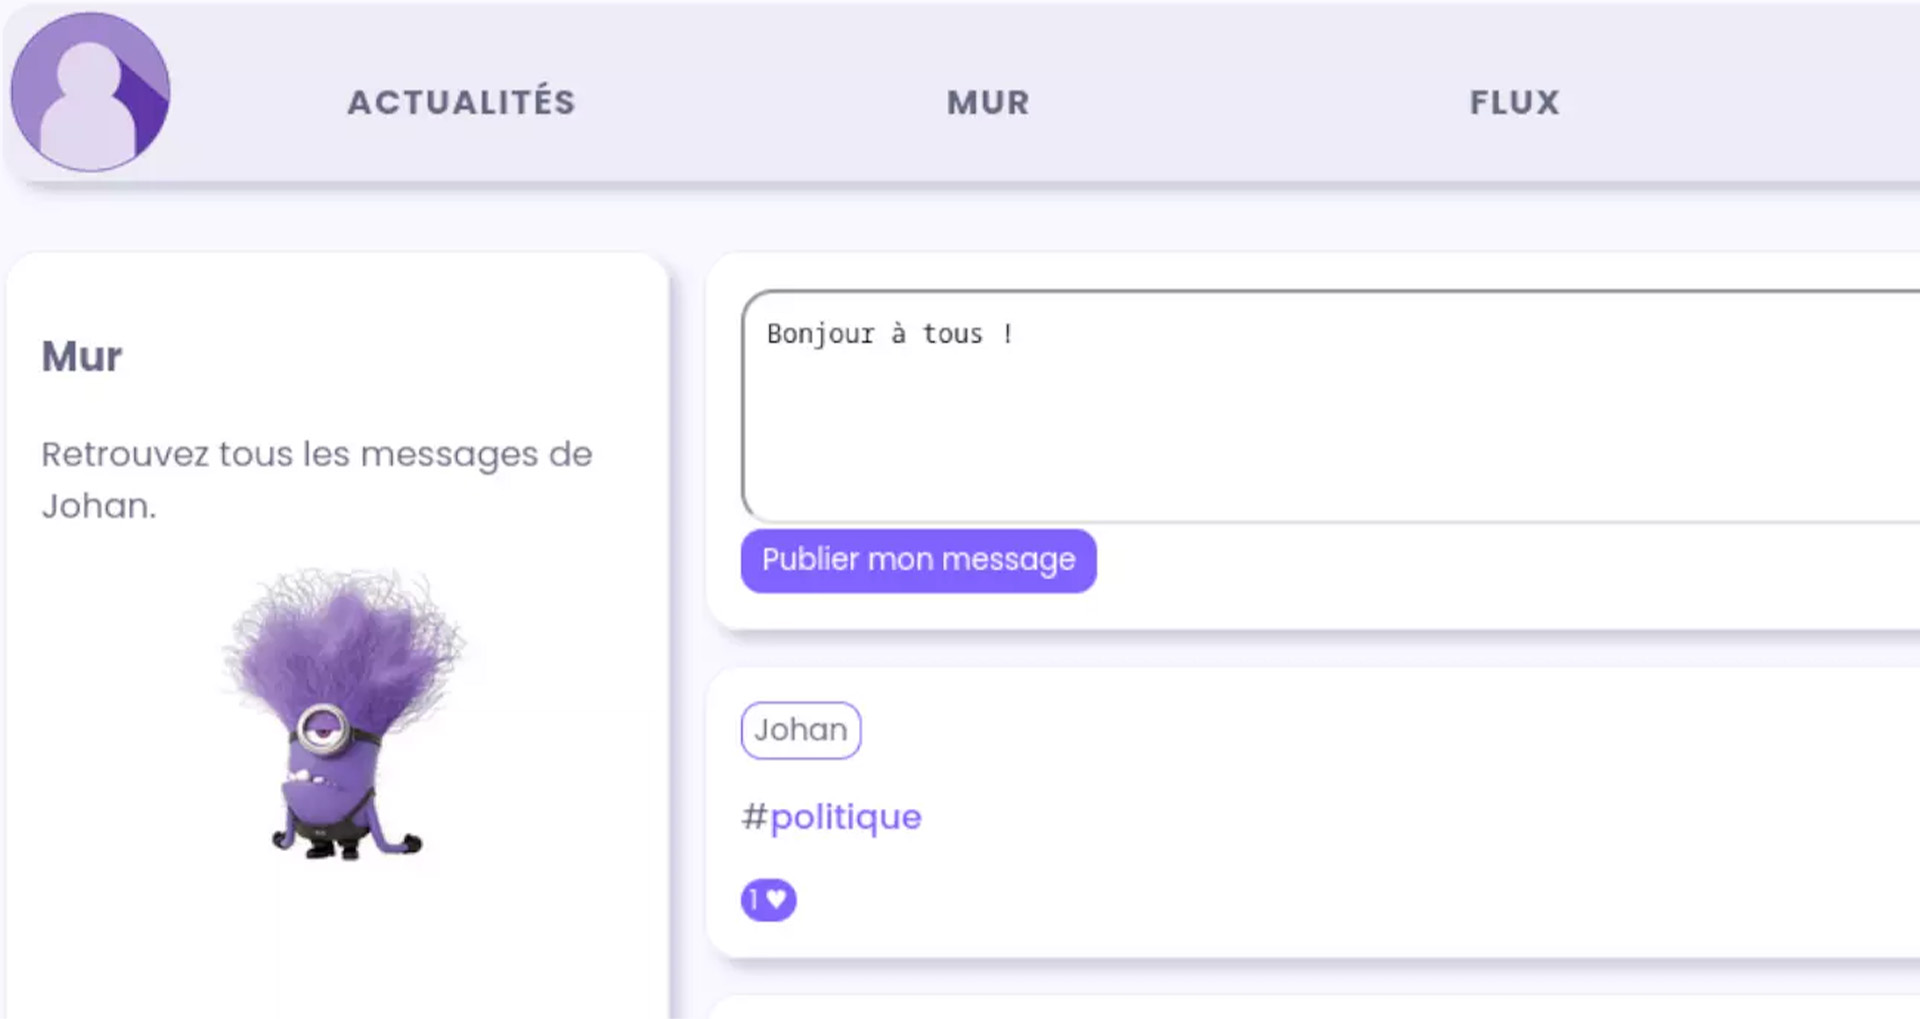 ACTUALITÉS
MUR
FLUX
Mur
Retrouvez tous les messages de
Johan.
Bonjour à tous !
Publier mon message
Johan
#politique
1 ♥